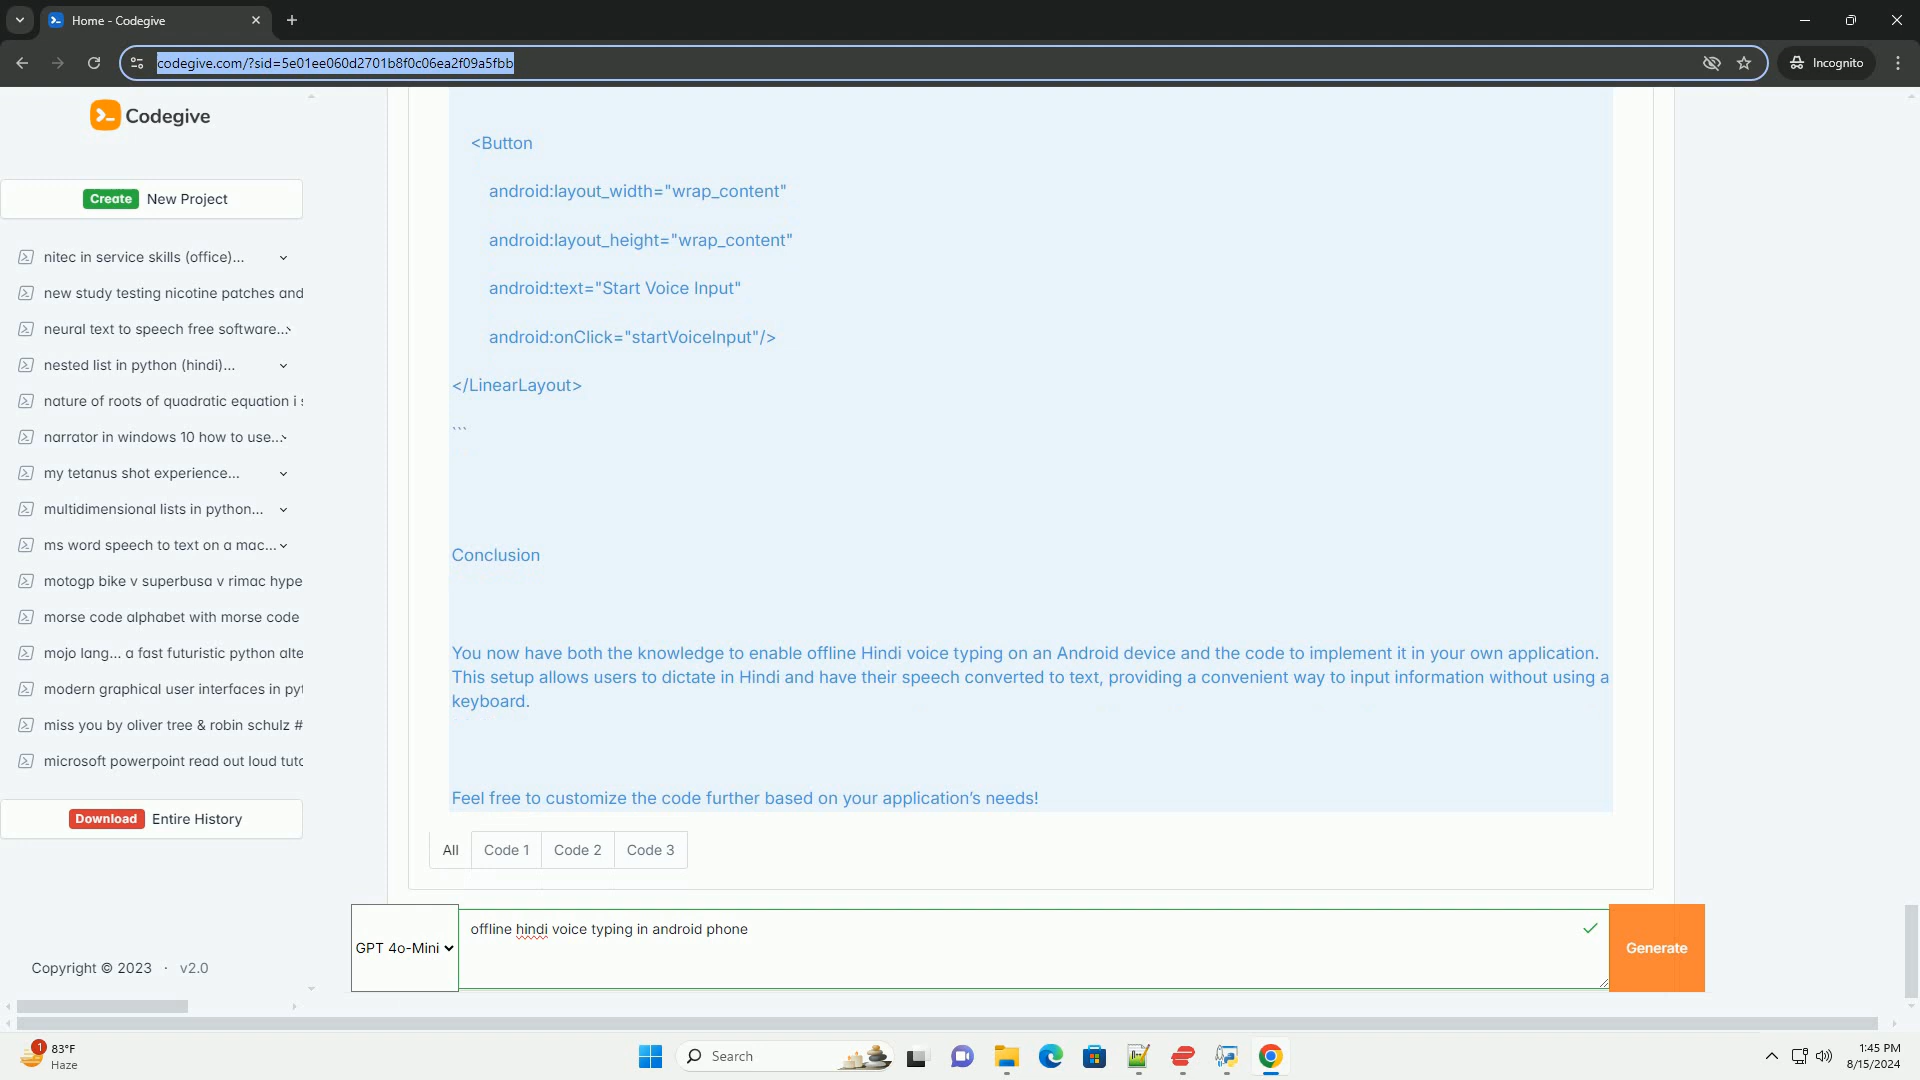 Home - Codegive
codegive.com/?sid=5e01ee060d2701b8f0c06ea2f09a5fbb
Incognito
Codegive
Create New Project
nitec in service skills (office)...
new study testing nicotine patches and
neural text to speech free software...
nested list in python (hindi)...
nature of roots of quadratic equation i s
narrator in windows 10 how to use...
my tetanus shot experience...
multidimensional lists in python...
ms word speech to text on a mac...
motogp bike v superbusa v rimac hype
morse code alphabet with morse code
mojo lang... a fast futuristic python alte
modern graphical user interfaces in pyt
miss you by oliver tree & robin schulz #
microsoft powerpoint read out loud tuto
Download Entire History
Copyright © 2023 · v2.0
<Button
android:layout_width="wrap_content"
android:layout_height="wrap_content"
android:text="Start Voice Input"
android:onClick="startVoiceInput"/>
</LinearLayout>
```
Conclusion
You now have both the knowledge to enable offline Hindi voice typing on an Android device and the code to implement it in your own application.
This setup allows users to dictate in Hindi and have their speech converted to text, providing a convenient way to input information without using a
keyboard.
Feel free to customize the code further based on your application’s needs!
All Code 1 Code 2 Code 3
GPT 4o-Mini
offline hindi voice typing in android phone
Generate
1
83°F
Haze
Search
1:45 PM
8/15/2024